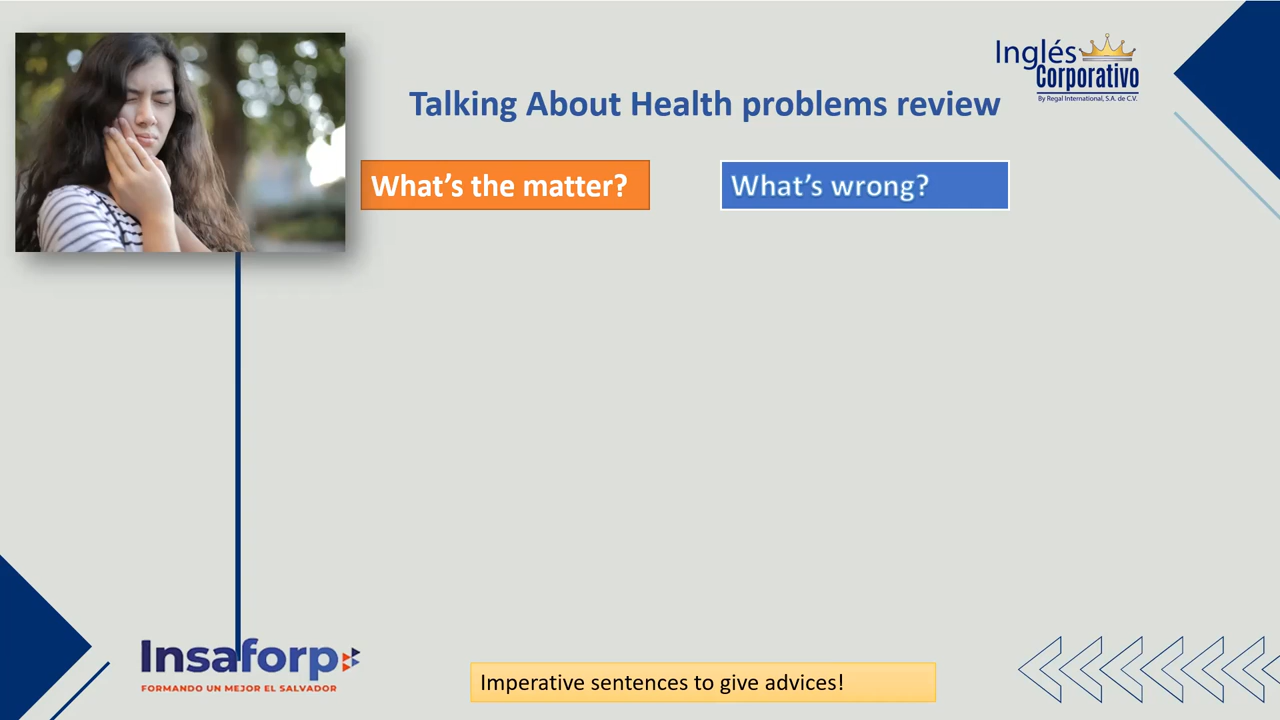 Inglés
Corporativo
By Regal International, S.A. de C.V.
Talking About Health problems review
What's the matter?
What's wrong?
Insaforp
FORMANDO UN MEJOR EL SALVADOR
Imperative sentences to give advices!